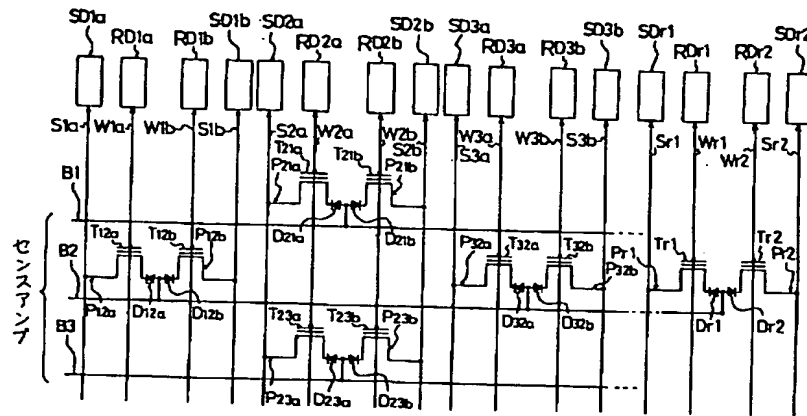 SD1a RD1a RD1b SD1b SD2a RD2a RD2b SD2b SD3a RD3a RD3b SD3b SDr1 RDr1 RDr2 SDr2
S1a W1a W1b S1b S2a W2a W2b S2b W3a S3a W3b S3b Sr1 Wr1 Wr2 Sr2
T21a T21b
P21a P21b
B1
D21a D21b
T12a T12b P12b P32a T32a T32b Pr1 Tr1 Tr2 Pr2
B2
P32b
P12a D12a D12b D32a D32b Dr1 Dr2
T23a T23b P23b
B3
P23a D23a D23b
センスアンプ